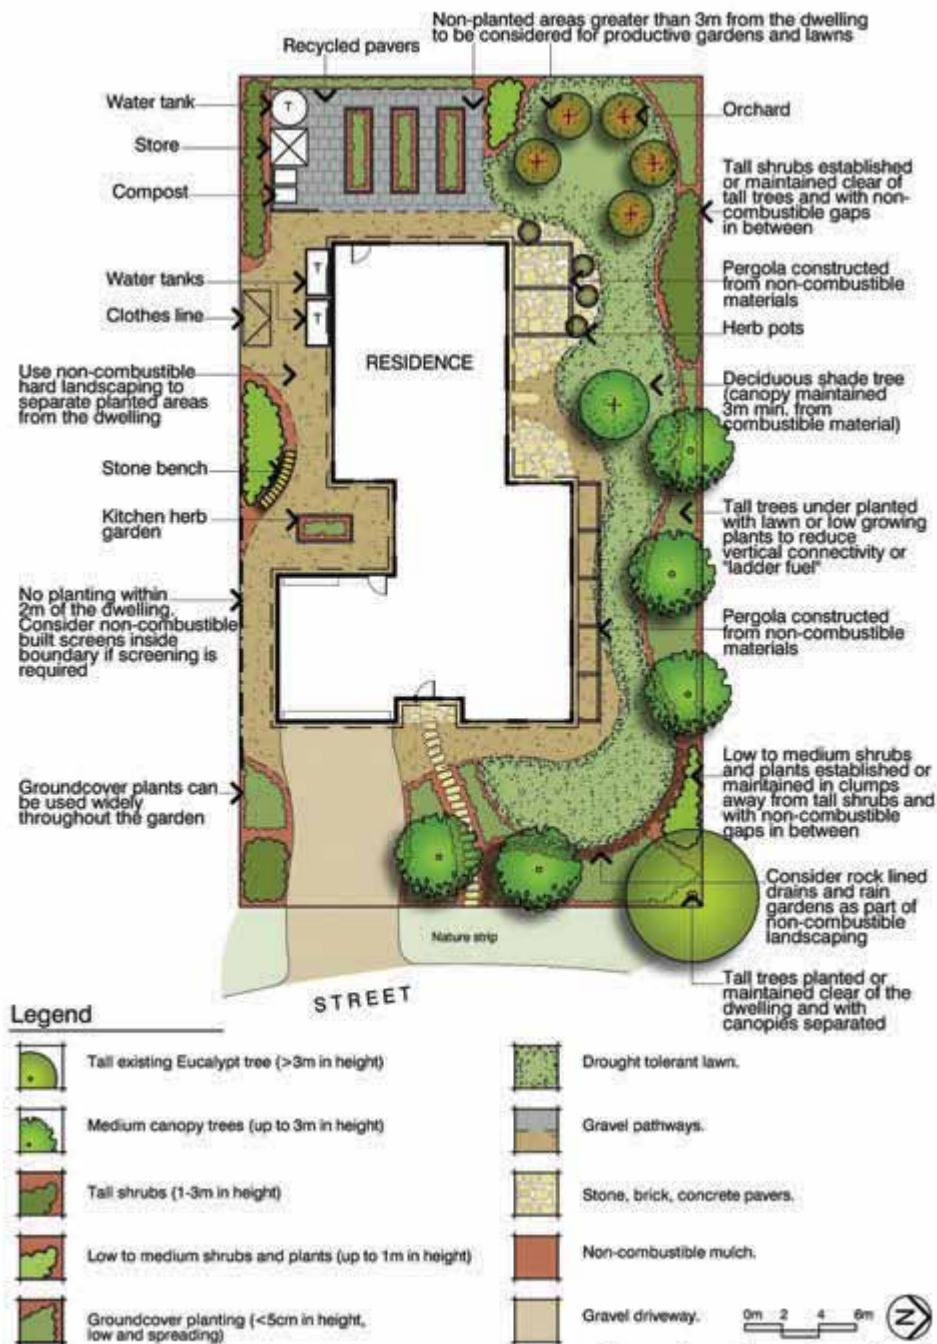 Non-planted areas greater than 3m from the dwelling
to be considered for productive gardens and lawns
Recycled pavers
Water tank
Store
Compost
Water tanks
Clothes line
Use non-combustible
hard landscaping to
separate planted areas
from the dwelling
Stone bench
Kitchen herb
garden
No planting within
2m of the dwelling.
Consider non-combustible
built screens inside
boundary if screening is
required
Groundcover plants can
be used widely
throughout the garden
T
T
T
RESIDENCE
Orchard
Tall shrubs established
or maintained clear of
tall trees and with non-
combustible gaps
in between
Pergola constructed
from non-combustible
materials
Herb pots
Deciduous shade tree
(canopy maintained
3m min. from
combustible material)
Tall trees under planted
with lawn or low growing
plants to reduce
vertical connectivity or
"ladder fuel"
Pergola constructed
from non-combustible
materials
Low to medium shrubs
and plants established or
maintained in clumps
away from tall shrubs and
with non-combustible
gaps in between
Consider rock lined
drains and rain
gardens as part of
non-combustible
landscaping
Tall trees planted or
maintained clear of the
dwelling and with
canopies separated
Nature strip
STREET
Legend
Tall existing Eucalypt tree (>3m in height)
Medium canopy trees (up to 3m in height)
Tall shrubs (1-3m in height)
Low to medium shrubs and plants (up to 1m in height)
Groundcover planting (<5cm in height,
low and spreading)
Drought tolerant lawn.
Gravel pathways.
Stone, brick, concrete pavers.
Non-combustible mulch.
Gravel driveway.
0m 2 4 6m
N